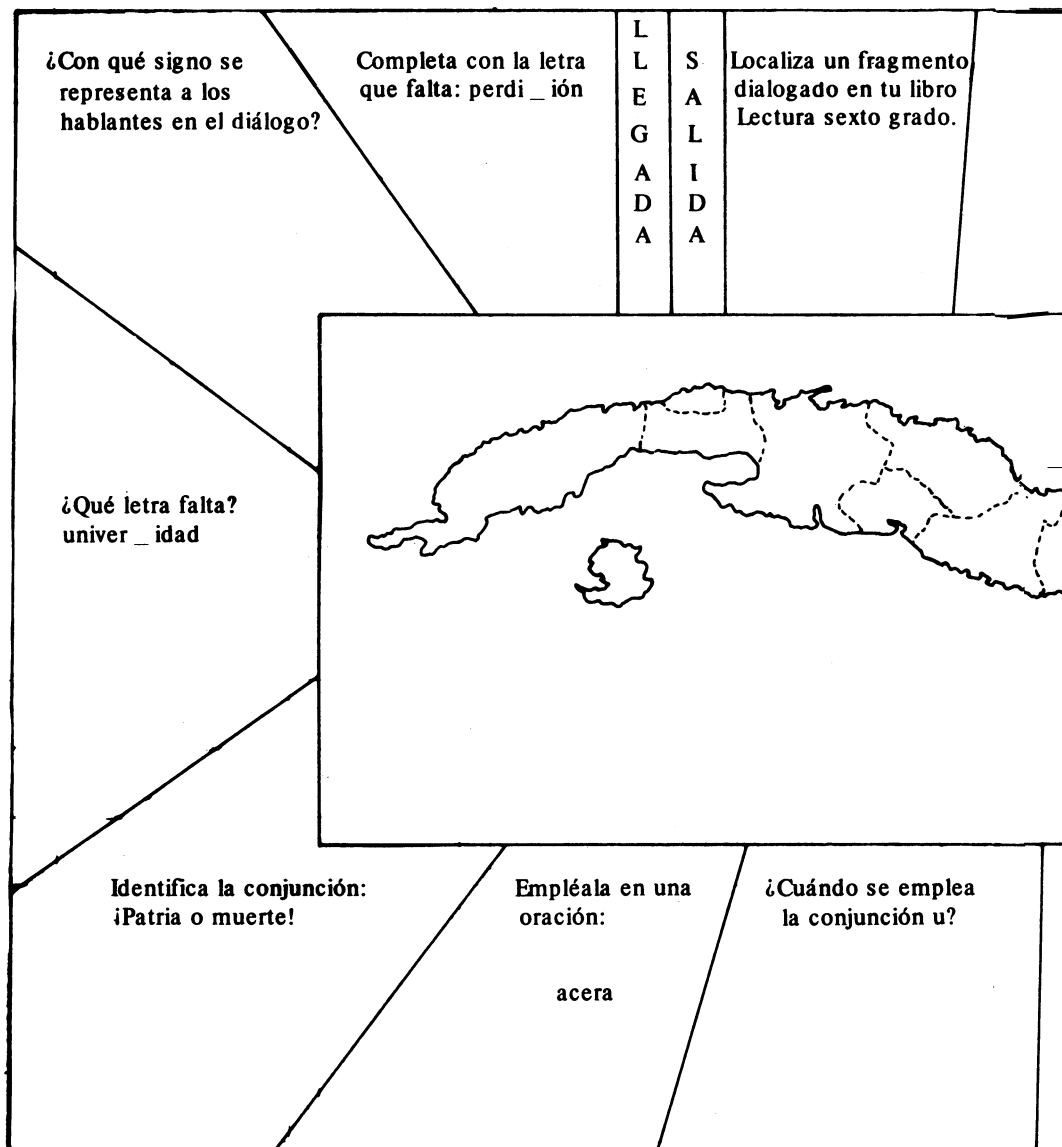 ¿Con qué signo se
representa a los
hablantes en el diálogo?
Completa con la letra
que falta: perdi _ ión
LLEGADA
SALIDA
Localiza un fragmento
dialogado en tu libro
Lectura sexto grado.
¿Qué letra falta?
univer _ idad
Identifica la conjunción:
¡Patria o muerte!
Empléala en una
oración:
acera
¿Cuándo se emplea
la conjunción u?